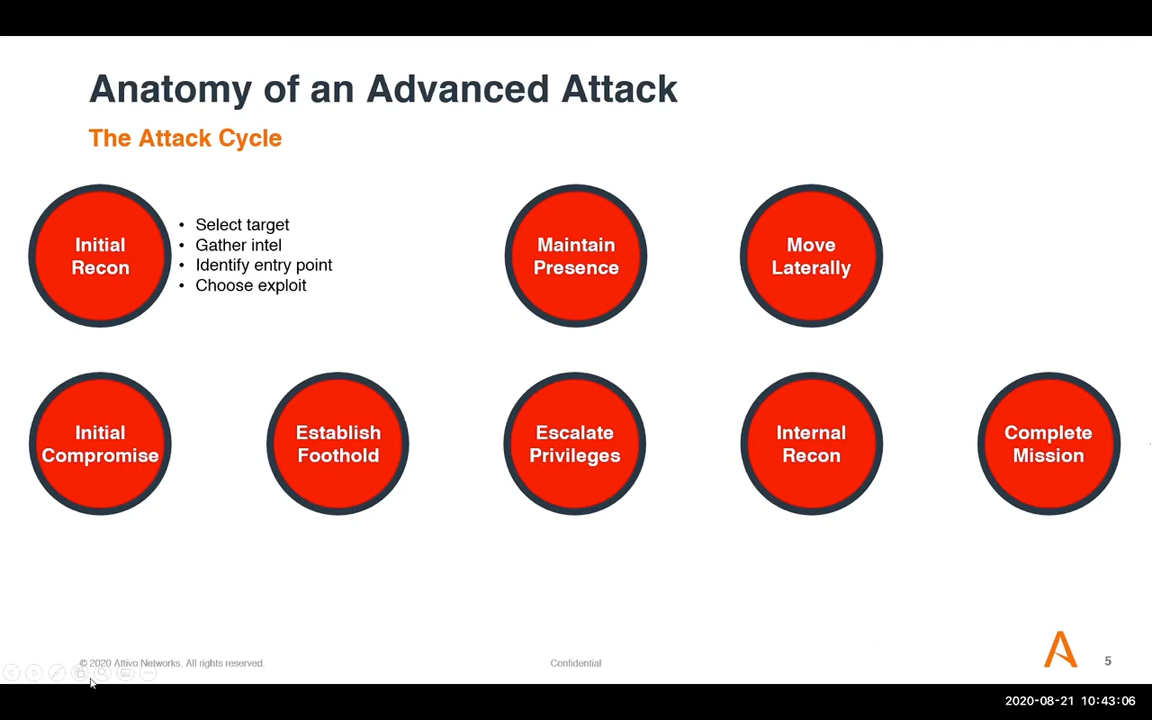 Anatomy of an Advanced Attack
The Attack Cycle
Initial
Recon
• Select target
• Gather intel
• Identify entry point
• Choose exploit
Maintain
Presence
Move
Laterally
Initial
Compromise
Establish
Foothold
Escalate
Privileges
Internal
Recon
Complete
Mission
© 2020 Attivo Networks. All rights reserved.
Confidential
5
2020-08-21 10:43:06